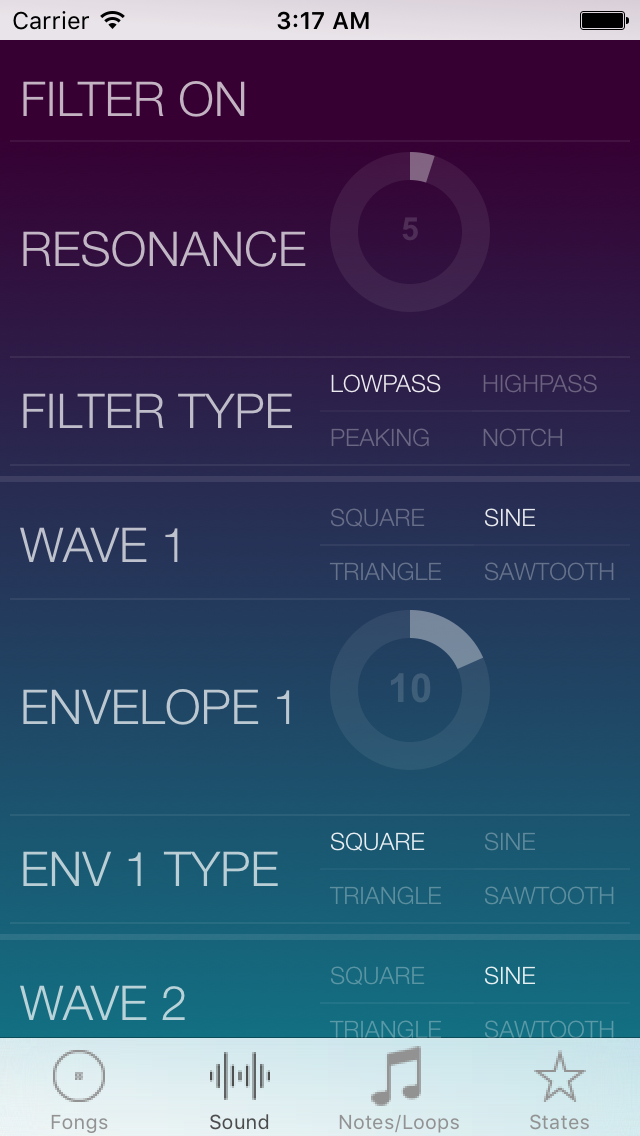 Carrier 3:17 AM
FILTER ON
5
RESONANCE
LOWPASS HIGHPASS
FILTER TYPE
PEAKING NOTCH
SQUARE SINE
WAVE 1
TRIANGLE SAWTOOTH
10
ENVELOPE 1
SQUARE SINE
ENV 1 TYPE
TRIANGLE SAWTOOTH
SQUARE SINE
WAVE 2
TRIANGLE SAWTOOTH
Fongs Sound Notes/Loops States